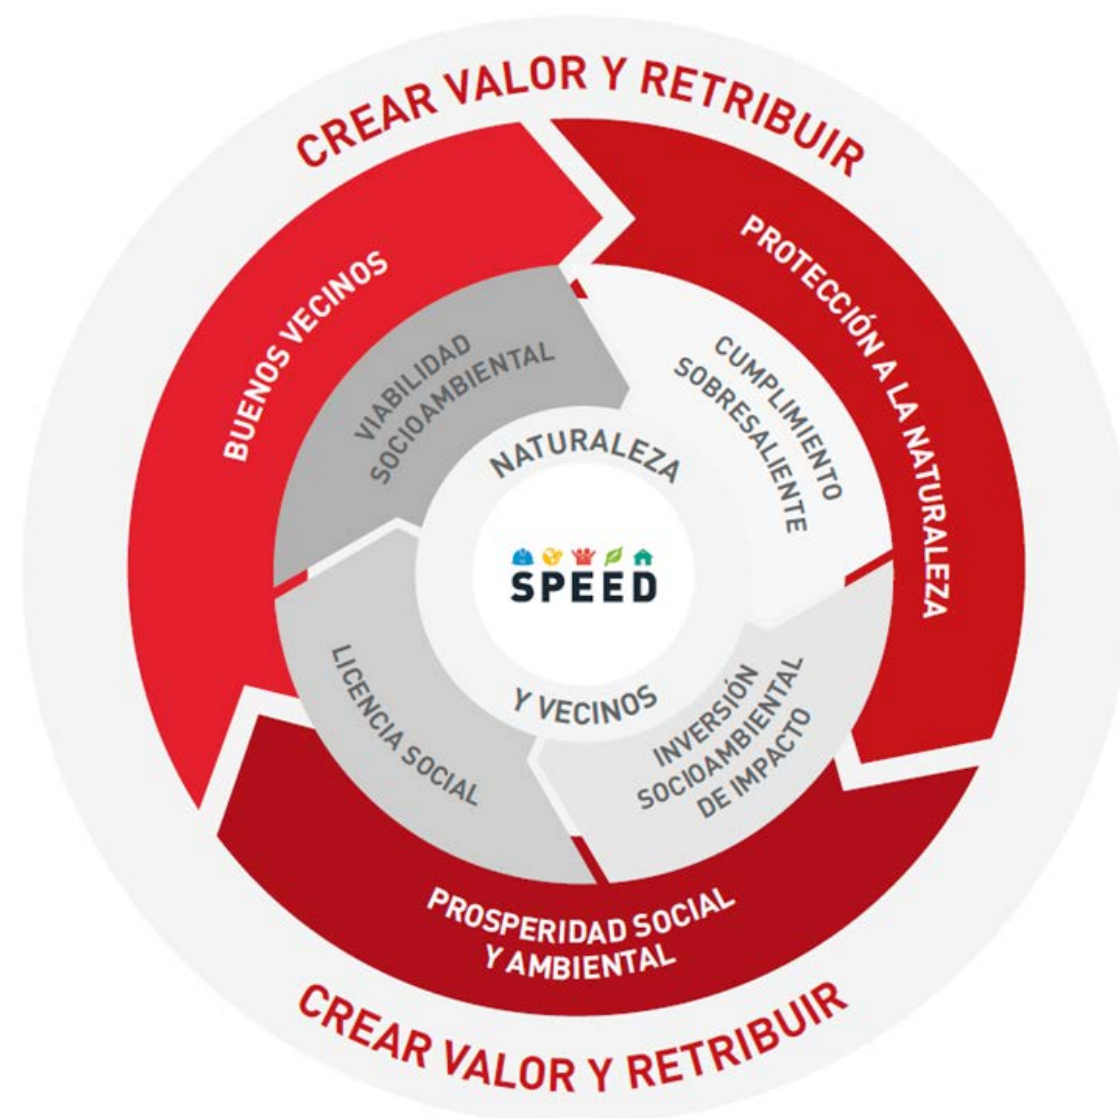 CREAR VALOR Y RETRIBUIR
BUENOS VECINOS
PROTECCIÓN A LA NATURALEZA
VIABILIDAD
SOCIOAMBIENTAL
CUMPLIMIENTO
SOBRESALIENTE
NATURALEZA
SPEED
Y VECINOS
LICENCIA SOCIAL
INVERSIÓN
SOCIOAMBIENTAL
DE IMPACTO
PROSPERIDAD SOCIAL
Y AMBIENTAL
CREAR VALOR Y RETRIBUIR